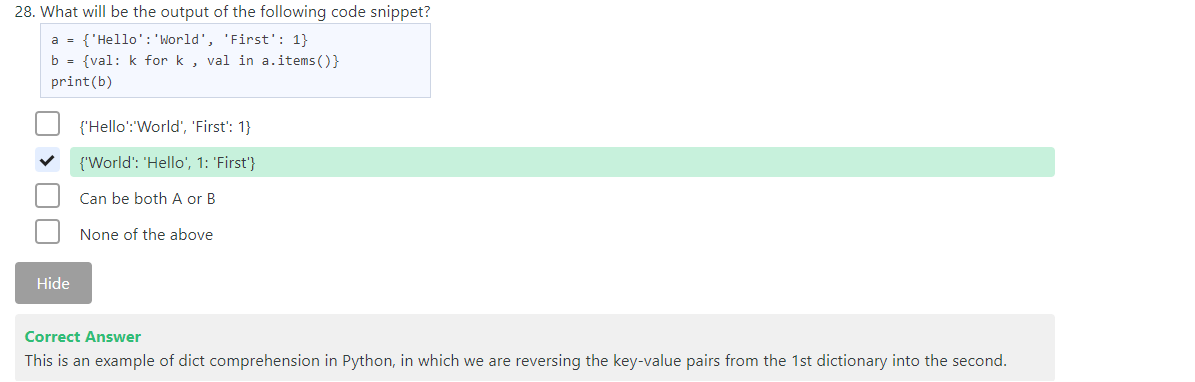 28. What will be the output of the following code snippet?
a = {'Hello':'World', 'First': 1}
b = {val: k for k , val in a.items()}
print(b)
{'Hello':'World', 'First': 1}
{'World': 'Hello', 1: 'First'}
Can be both A or B
None of the above
Hide
Correct Answer
This is an example of dict comprehension in Python, in which we are reversing the key-value pairs from the 1st dictionary into the second.